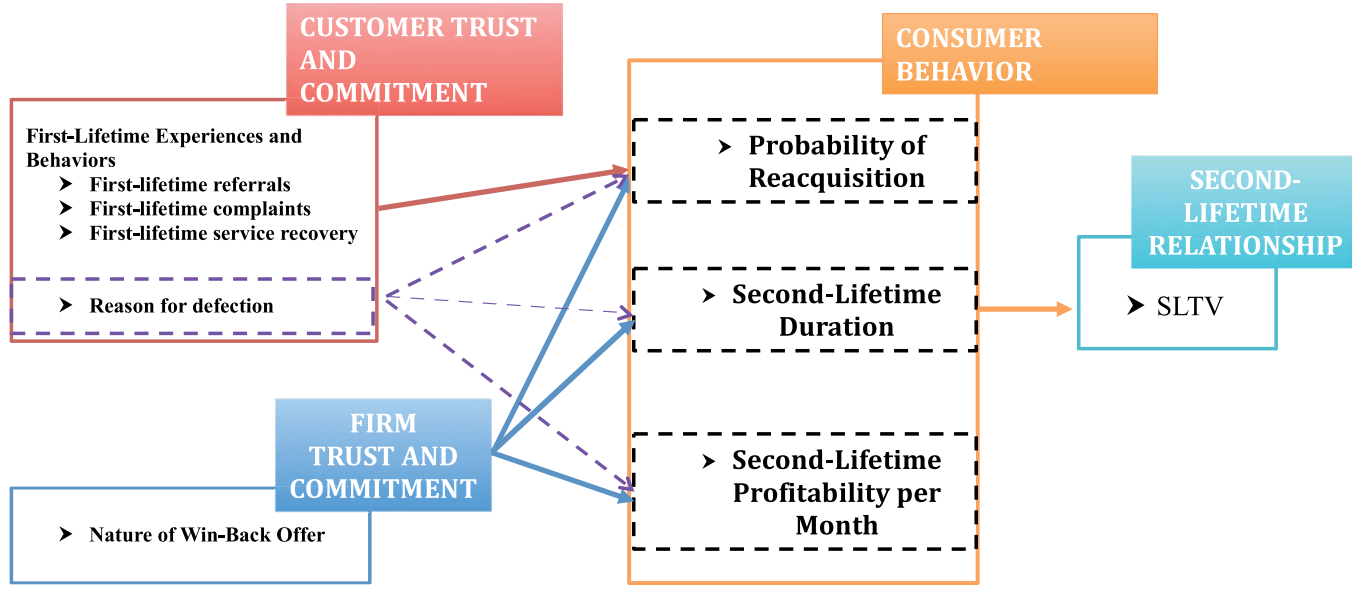 CUSTOMER TRUST
AND
COMMITMENT
First-Lifetime Experiences and
Behaviors
➤ First-lifetime referrals
➤ First-lifetime complaints
➤ First-lifetime service recovery
➤ Reason for defection
FIRM
TRUST AND
COMMITMENT
➤ Nature of Win-Back Offer
CONSUMER
BEHAVIOR
➤ Probability of
Reacquisition
➤ Second-Lifetime
Duration
➤ Second-Lifetime
Profitability per
Month
SECOND-
LIFETIME
RELATIONSHIP
➤ SLTV